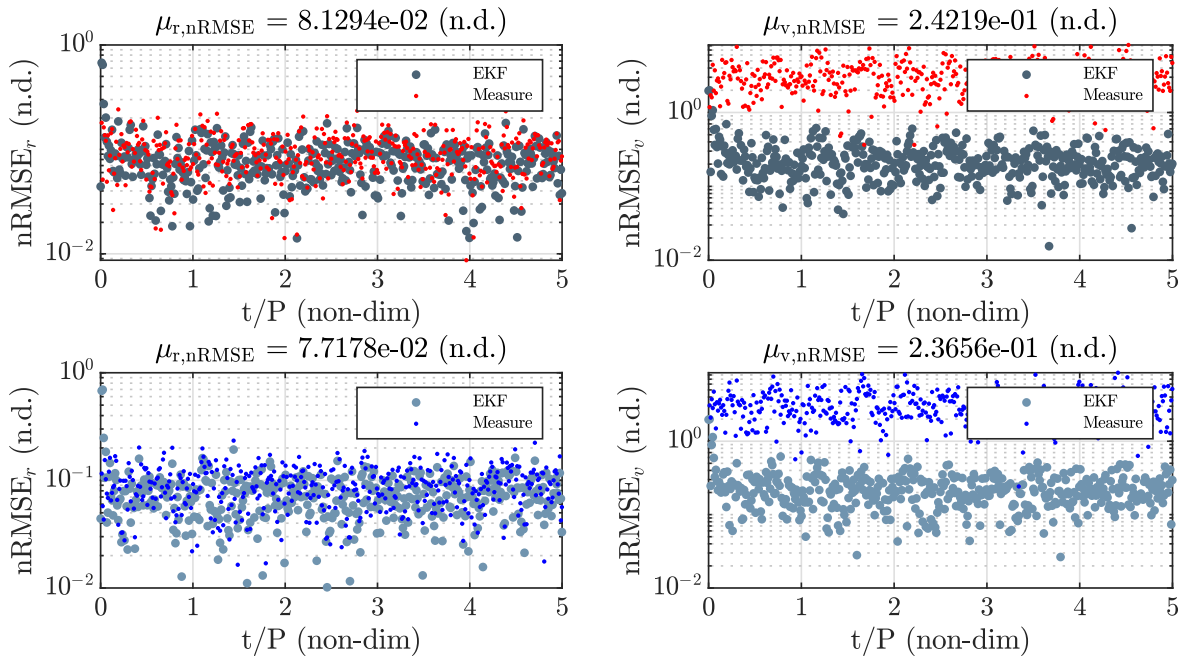 μr,nRMSE = 8.1294e-02 (n.d.)
10^0
10^-2
nRMSE_r (n.d.)
EKF
Measure
0 1 2 3 4 5
t/P (non-dim)
μv,nRMSE = 2.4219e-01 (n.d.)
10^0
10^-2
nRMSE_v (n.d.)
EKF
Measure
0 1 2 3 4 5
t/P (non-dim)
μr,nRMSE = 7.7178e-02 (n.d.)
10^0
10^-1
10^-2
nRMSE_r (n.d.)
EKF
Measure
0 1 2 3 4 5
t/P (non-dim)
μv,nRMSE = 2.3656e-01 (n.d.)
10^0
10^-2
nRMSE_v (n.d.)
EKF
Measure
0 1 2 3 4 5
t/P (non-dim)